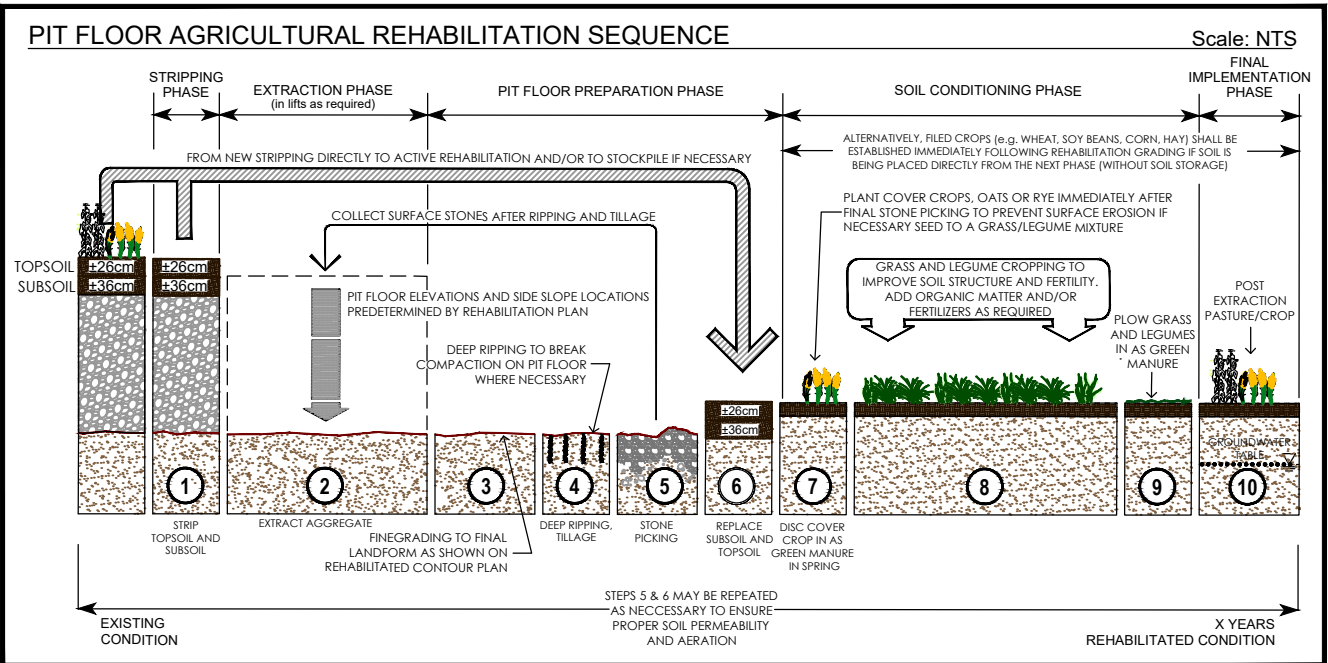 PIT FLOOR AGRICULTURAL REHABILITATION SEQUENCE
Scale: NTS
STRIPPING
PHASE
EXTRACTION PHASE
(in lifts as required)
PIT FLOOR PREPARATION PHASE
SOIL CONDITIONING PHASE
FINAL
IMPLEMENTATION
PHASE
ALTERNATIVELY, FILED CROPS (e.g. WHEAT, SOY BEANS, CORN, HAY) SHALL BE
ESTABLISHED IMMEDIATELY FOLLOWING REHABILITATION GRADING IF SOIL IS
BEING PLACED DIRECTLY FROM THE NEXT PHASE (WITHOUT SOIL STORAGE)
FROM NEW STRIPPING DIRECTLY TO ACTIVE REHABILITATION AND/OR TO STOCKPILE IF NECESSARY
PLANT COVER CROPS, OATS OR RYE IMMEDIATELY AFTER
FINAL STONE PICKING TO PREVENT SURFACE EROSION IF
NECESSARY SEED TO A GRASS/LEGUME MIXTURE
COLLECT SURFACE STONES AFTER RIPPING AND TILLAGE
TOPSOIL
SUBSOIL
±26cm
±36cm
±26cm
±36cm
PIT FLOOR ELEVATIONS AND SIDE SLOPE LOCATIONS
PREDETERMINED BY REHABILITATION PLAN
GRASS AND LEGUME CROPPING TO
IMPROVE SOIL STRUCTURE AND FERTILITY.
ADD ORGANIC MATTER AND/OR
FERTILIZERS AS REQUIRED
POST
EXTRACTION
PASTURE/CROP
PLOW GRASS
AND LEGUMES
IN AS GREEN
MANURE
DEEP RIPPING TO BREAK
COMPACTION ON PIT FLOOR
WHERE NECESSARY
±26cm
±36cm
GROUNDWATER
TABLE
1
2
3
4
5
6
7
8
9
10
STRIP
TOPSOIL AND
SUBSOIL
EXTRACT AGGREGATE
FINEGRADING TO FINAL
LANDFORM AS SHOWN ON
REHABILITATED CONTOUR PLAN
DEEP RIPPING,
TILLAGE
STONE
PICKING
REPLACE
SUBSOIL AND
TOPSOIL
DISC COVER
CROP IN AS
GREEN MANURE
IN SPRING
STEPS 5 & 6 MAY BE REPEATED
AS NECCESSARY TO ENSURE
PROPER SOIL PERMEABILITY
AND AERATION
EXISTING
CONDITION
X YEARS
REHABILITATED CONDITION